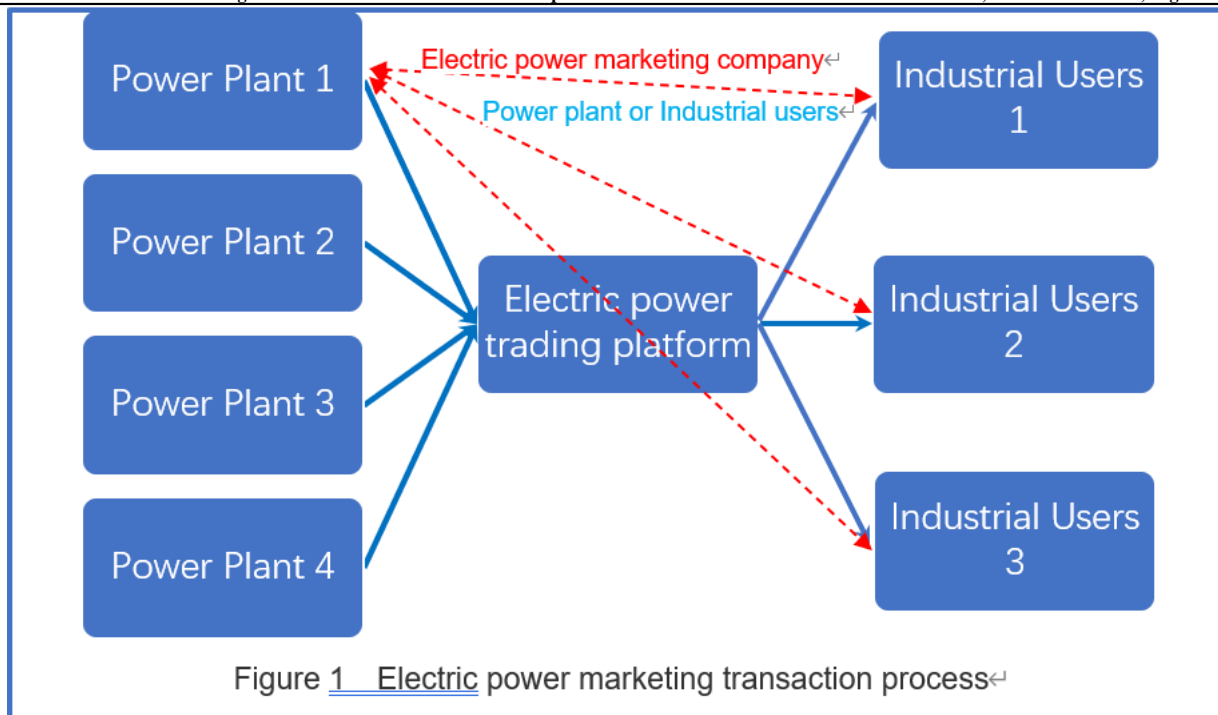 Power Plant 1
Power Plant 2
Power Plant 3
Power Plant 4
Electric power marketing company↵
Power plant or Industrial users↵
Electric power
trading platform
Industrial Users
1
Industrial Users
2
Industrial Users
3
Figure 1 Electric power marketing transaction process↵